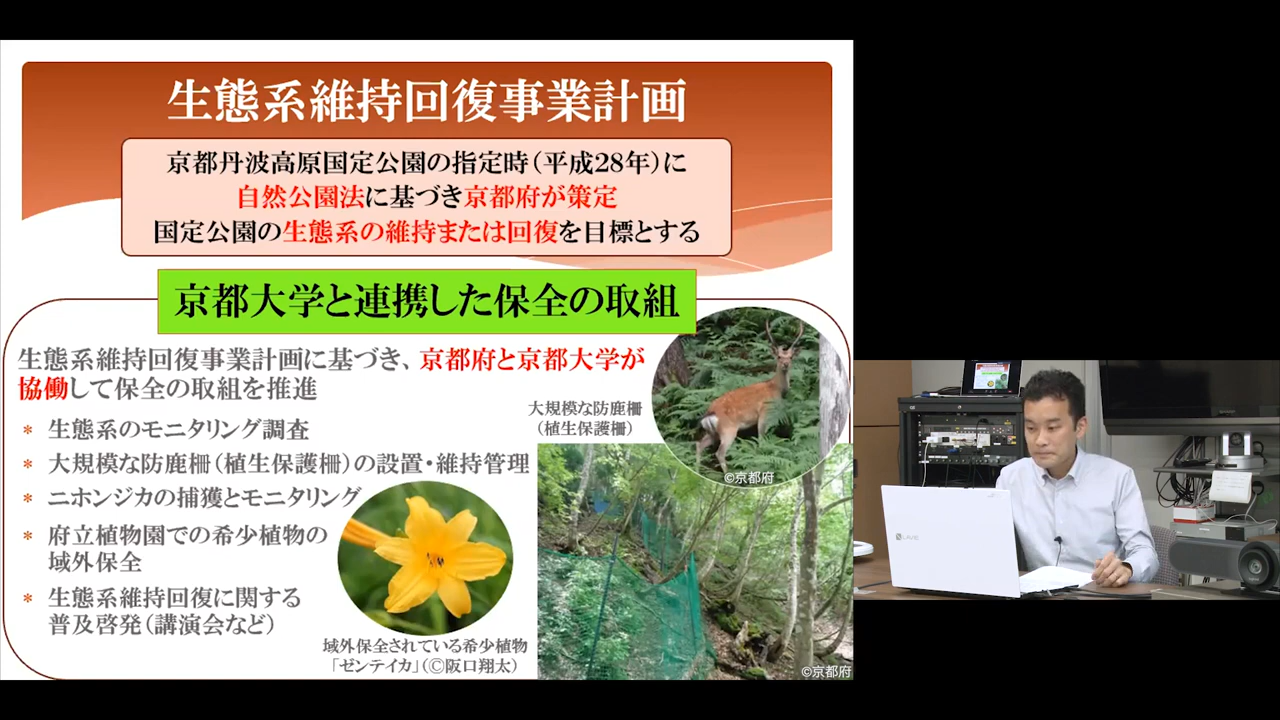 生態系維持回復事業計画
京都丹波高原国定公園の指定時(平成28年)に
自然公園法に基づき京都府が策定
国定公園の生態系の維持または回復を目標とする
京都大学と連携した保全の取組
生態系維持回復事業計画に基づき、京都府と京都大学が
協働して保全の取組を推進
* 生態系のモニタリング調査
* 大規模な防鹿柵(植生保護柵)の設置・維持管理
* ニホンジカの捕獲とモニタリング
* 府立植物園での希少植物の
域外保全
* 生態系維持回復に関する
普及啓発(講演会など)
大規模な防鹿柵
(植生保護柵)
©京都府
域外保全されている希少植物
「ゼンテイカ」(©阪口翔太)
©京都府
LAVIE